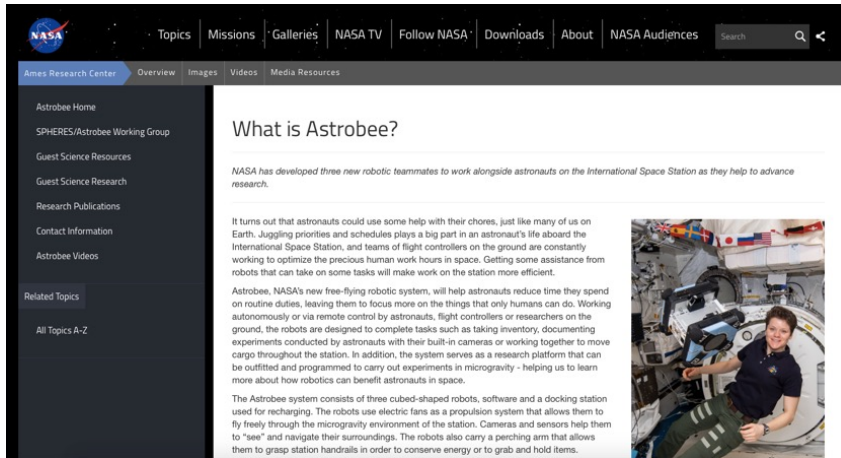 NASA
Topics
Missions
Galleries
NASA TV
Follow NASA
Downloads
About
NASA Audiences
Search
Ames Research Center
Overview
Images
Videos
Media Resources
Astrobee Home
SPHERES/Astrobee Working Group
Guest Science Resources
Guest Science Research
Research Publications
Contact Information
Astrobee Videos
Related Topics
All Topics A-Z
What is Astrobee?
NASA has developed three new robotic teammates to work alongside astronauts on the International Space Station as they help to advance
research.
It turns out that astronauts could use some help with their chores, just like many of us on
Earth. Juggling priorities and schedules plays a big part in an astronaut's life aboard the
International Space Station, and teams of flight controllers on the ground are constantly
working to optimize the precious human work hours in space. Getting some assistance from
robots that can take on some tasks will make work on the station more efficient.
Astrobee, NASA's new free-flying robotic system, will help astronauts reduce time they spend
on routine duties, leaving them to focus more on the things that only humans can do. Working
autonomously or via remote control by astronauts, flight controllers or researchers on the
ground, the robots are designed to complete tasks such as taking inventory, documenting
experiments conducted by astronauts with their built-in cameras or working together to move
cargo throughout the station. In addition, the system serves as a research platform that can
be outfitted and programmed to carry out experiments in microgravity - helping us to learn
more about how robotics can benefit astronauts in space.
The Astrobee system consists of three cubed-shaped robots, software and a docking station
used for recharging. The robots use electric fans as a propulsion system that allows them to
fly freely through the microgravity environment of the station. Cameras and sensors help them
to "see" and navigate their surroundings. The robots also carry a perching arm that allows
them to grasp station handrails in order to conserve energy or to grab and hold items.